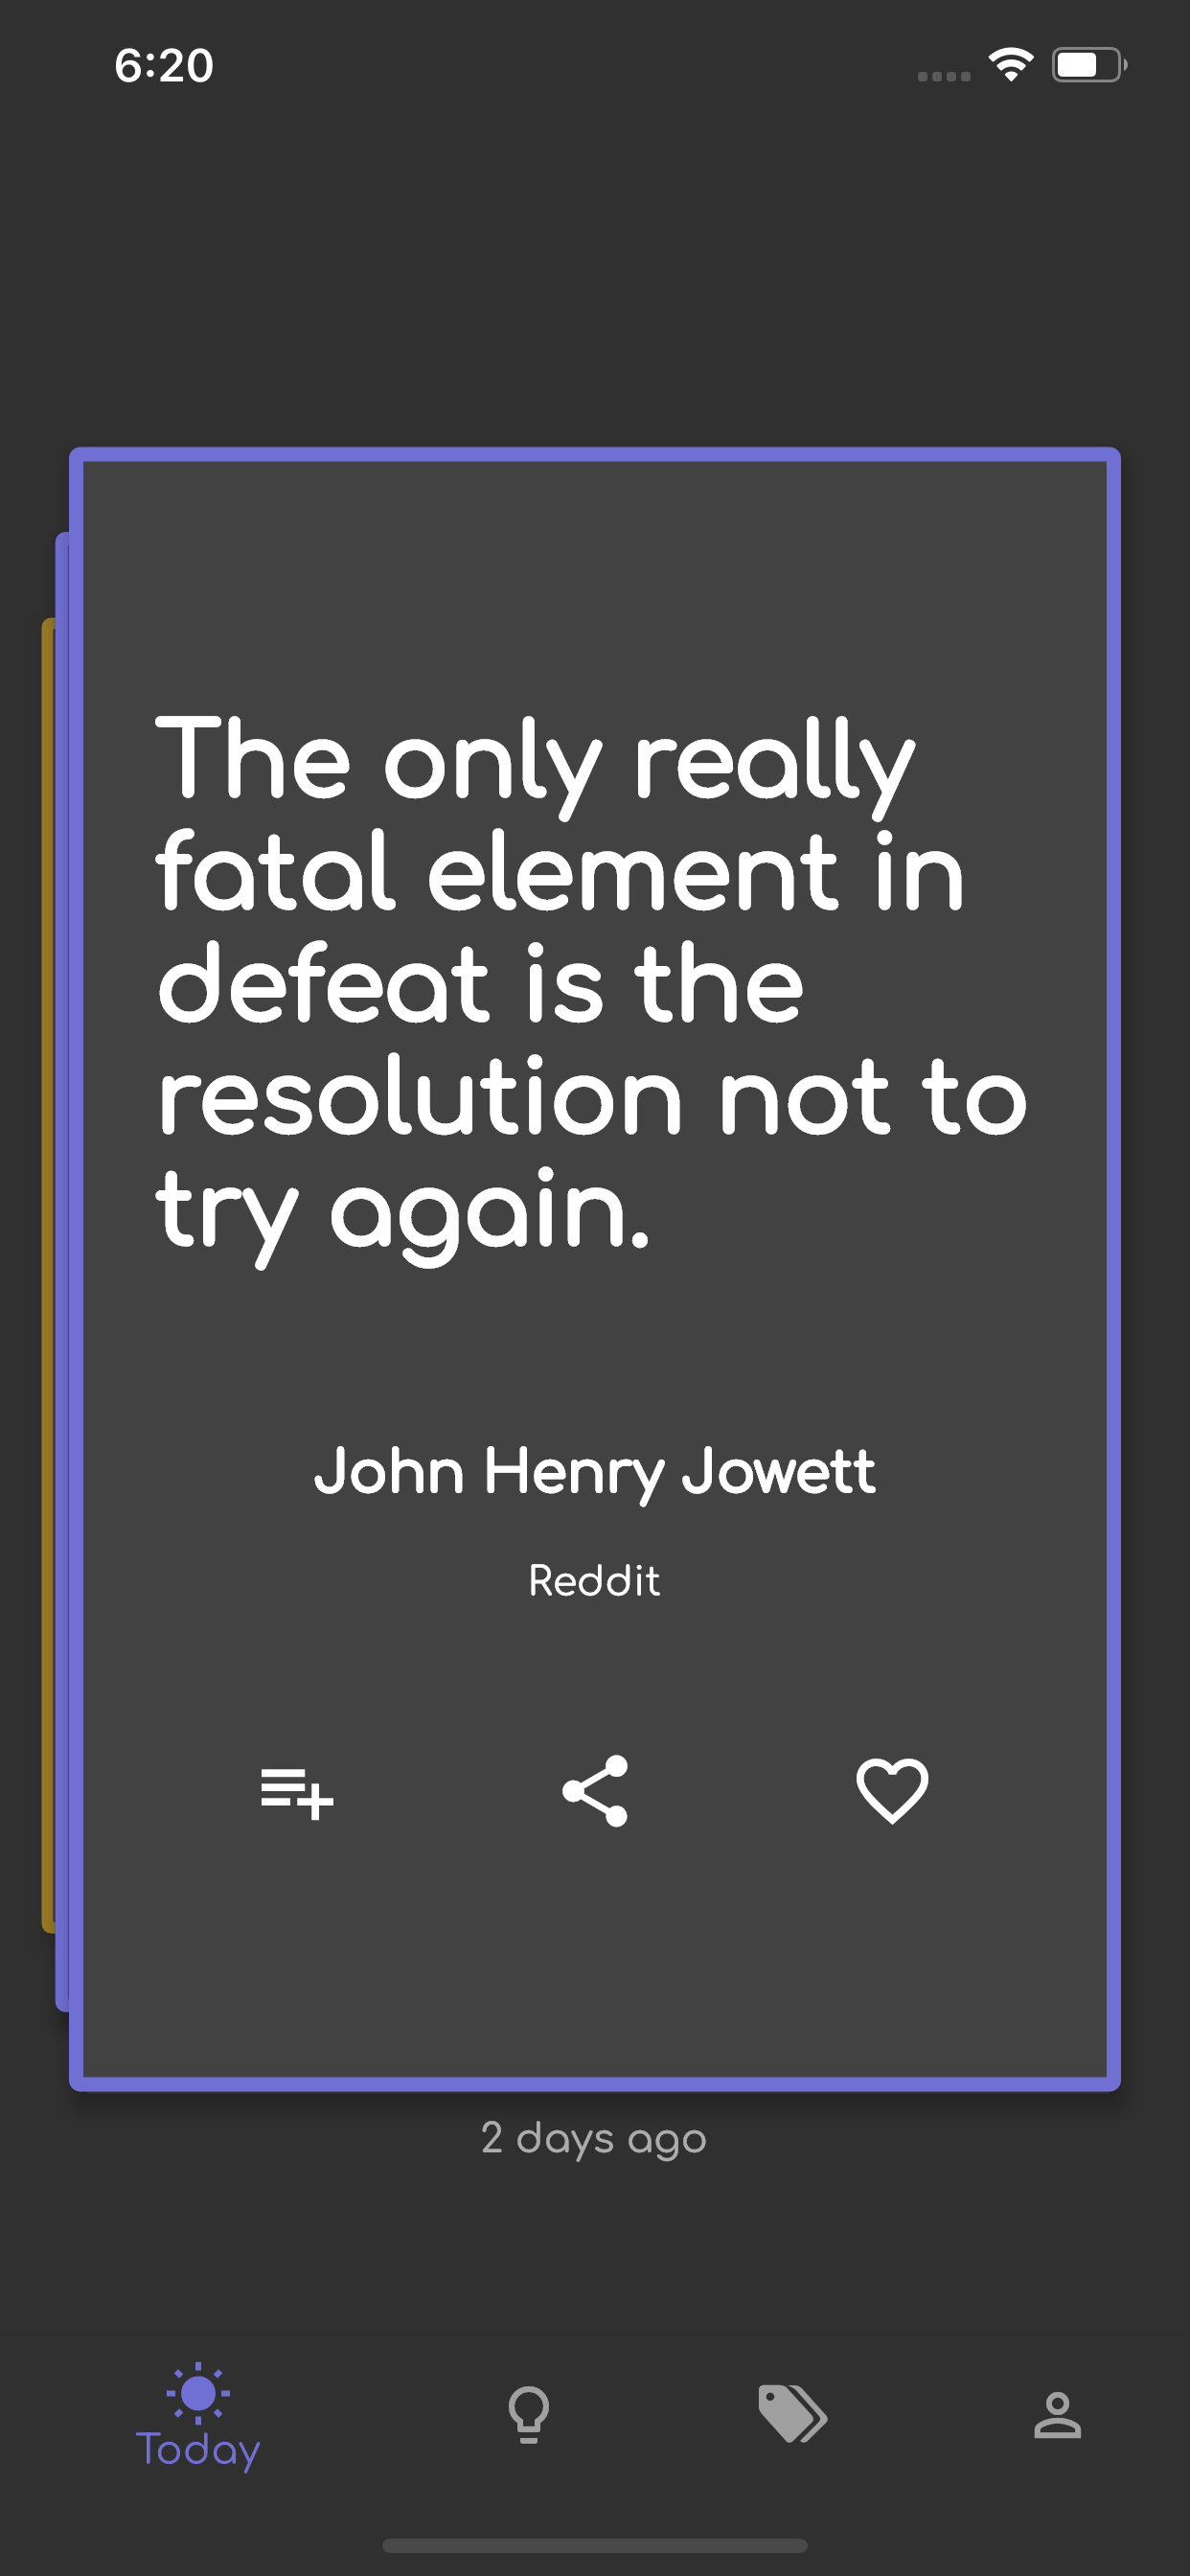 6:20
The only really
fatal element in
defeat is the
resolution not to
try again.
John Henry Jowett
Reddit
2 days ago
Today